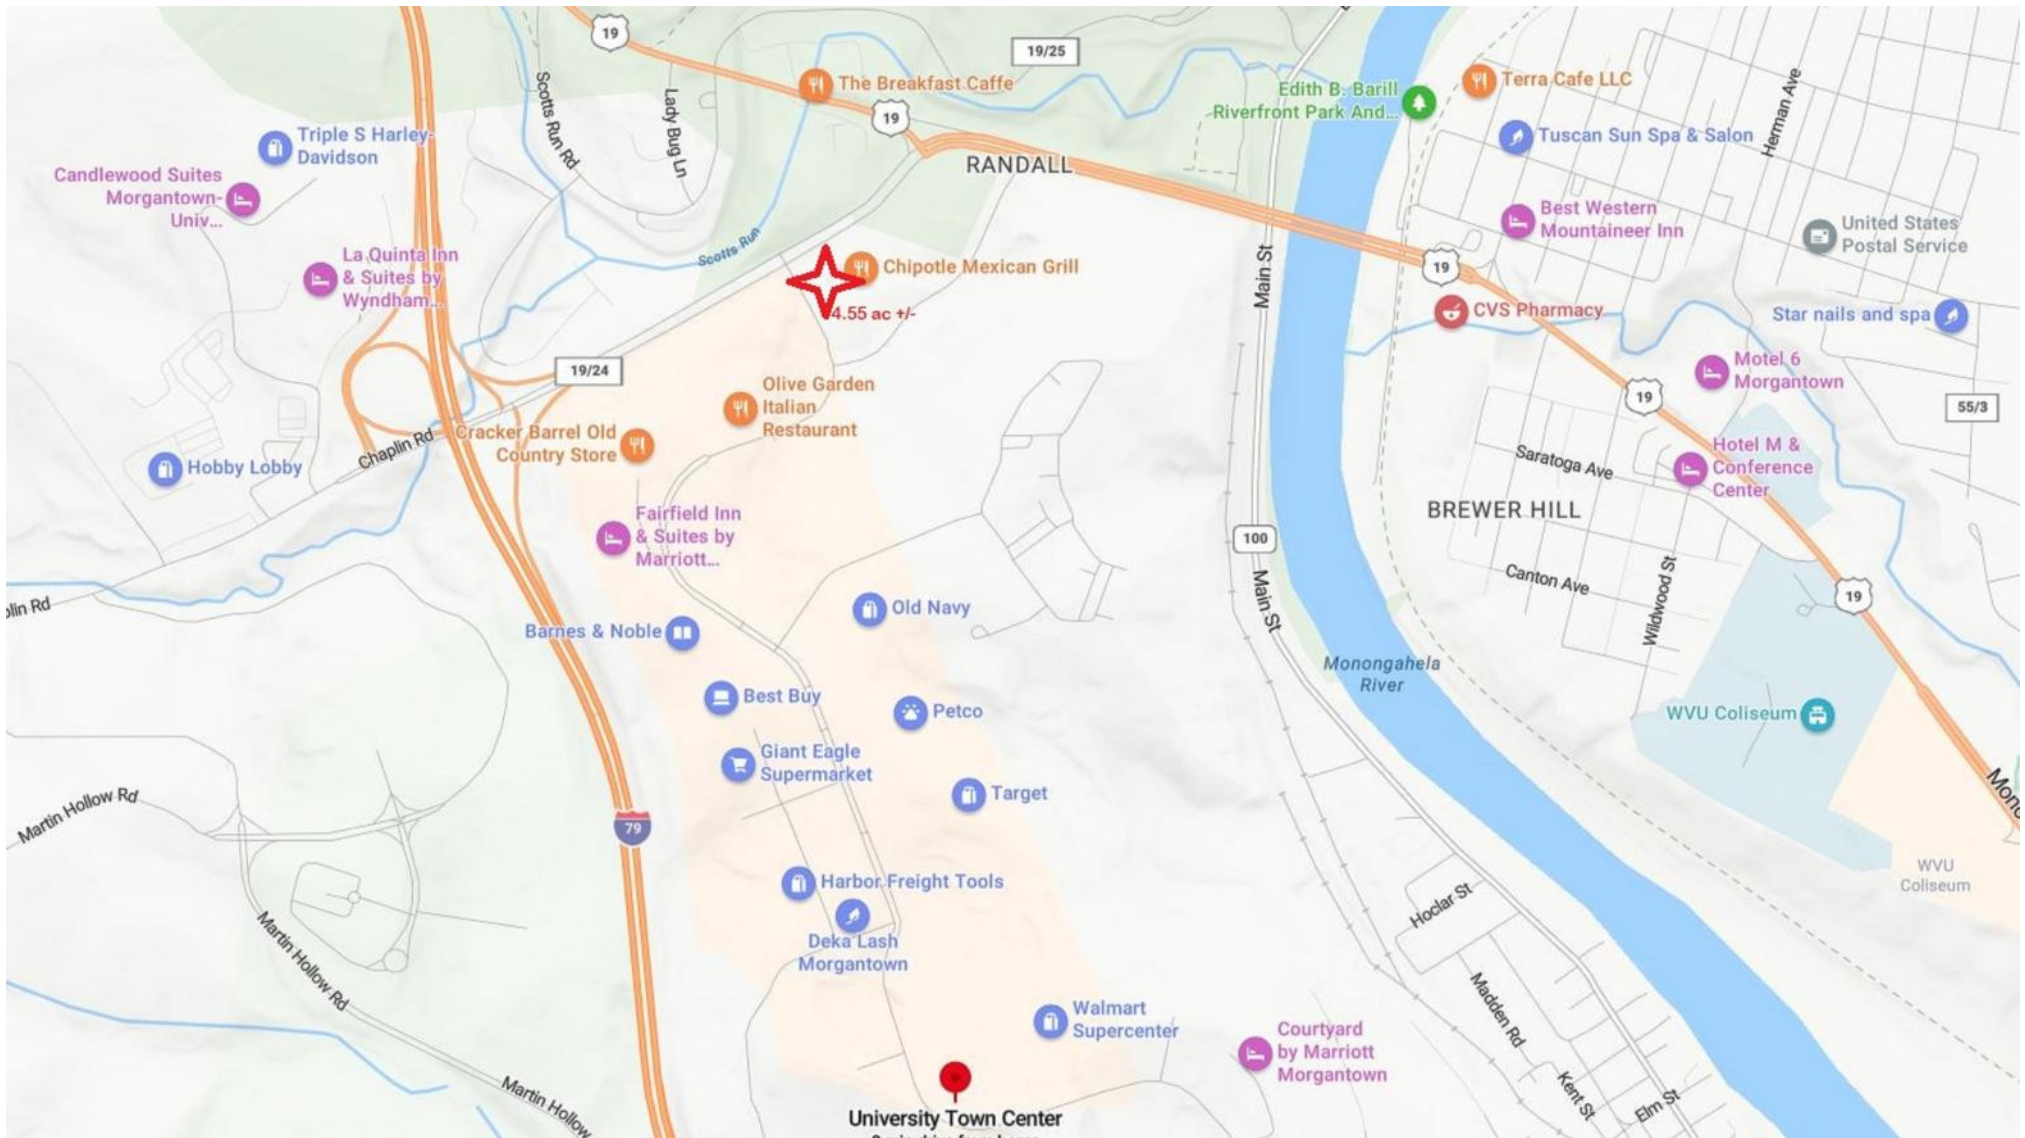 19
19/25
The Breakfast Caffe
19
Scotts Run Rd
Lady Bug Ln
RANDALL
Edith B. Barill
Riverfront Park And...
Terra Cafe LLC
Tuscan Sun Spa & Salon
Herman Ave
Triple S Harley-
Davidson
Candlewood Suites
Morgantown-
Univ...
La Quinta Inn
& Suites by
Wyndham...
Scotts Run
Chipotle Mexican Grill
4.55 ac +/-
Main St
Best Western
Mountaineer Inn
United States
Postal Service
19
CVS Pharmacy
Star nails and spa
Motel 6
Morgantown
19
55/3
19/24
Olive Garden
Italian
Restaurant
Cracker Barrel Old
Country Store
Chaplin Rd
Hobby Lobby
Saratoga Ave
Hotel M &
Conference
Center
BREWER HILL
Fairfield Inn
& Suites by
Marriott...
100
Main St
Canton Ave
Wildwood St
19
plin Rd
Old Navy
Barnes & Noble
Monongahela
River
Best Buy
Petco
WVU Coliseum
Giant Eagle
Supermarket
Target
Martin Hollow Rd
79
Mono
WVU
Coliseum
Harbor Freight Tools
Deka Lash
Morgantown
Hoclar St
Martin Hollow Rd
Madden Rd
Walmart
Supercenter
Courtyard
by Marriott
Morgantown
Martin Hollow
Kent St
Elm St
University Town Center